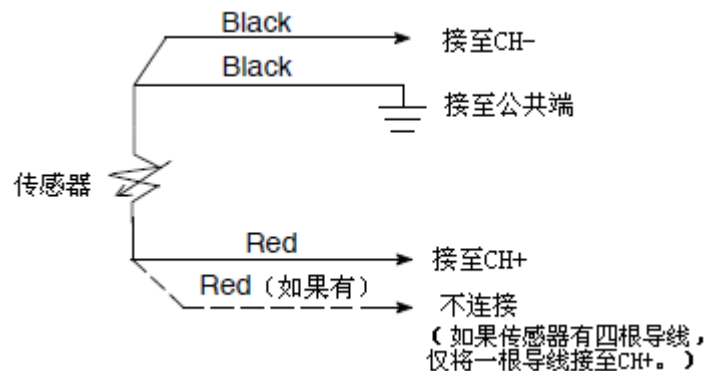 Black
接至CH-
Black
接至公共端
传感器
Red
接至CH+
Red（如果有）
不连接
（如果传感器有四根导线，
仅将一根导线接至CH+。）